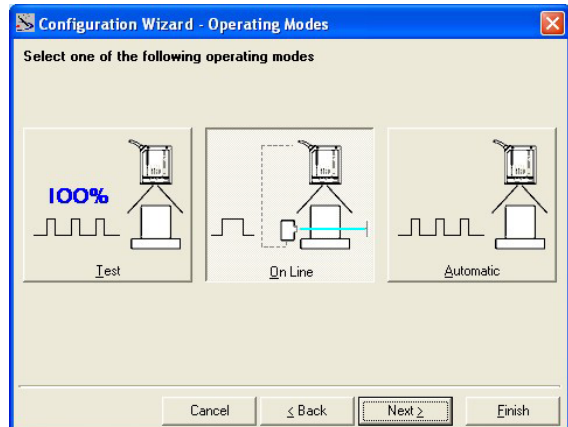 Configuration Wizard - Operating Modes
Select one of the following operating modes
100%
Test
On Line
Automatic
Cancel
< Back
Next >
Finish